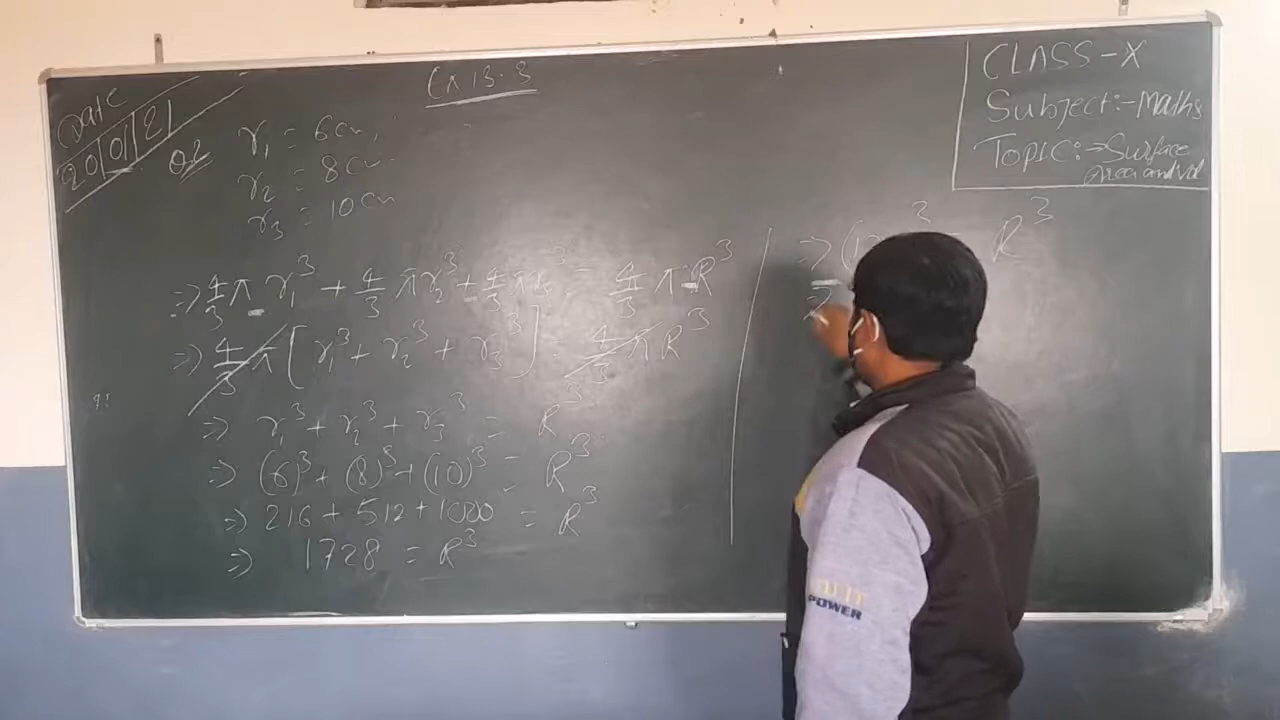 Date
20/01/21
Ex 13.3
CLASS-X
Subject:-Maths
Topic:→Surface
Area and Vol
Q2
r₁ = 6cm,
r₂ = 8cm.
r₃ = 10cm
⇒ 4/3 π r₁³ + 4/3 π r₂³ + 4/3 π r₃³ = 4/3 π R³
⇒ 4/3 π [r₁³ + r₂³ + r₃³] = 4/3 π R³
⇒ r₁³ + r₂³ + r₃³ = R³
⇒ (6)³ + (8)³ + (10)³ = R³
⇒ 216 + 512 + 1000 = R³
⇒ 1728 = R³
⇒ (12)³ = R³
⇒
POWER